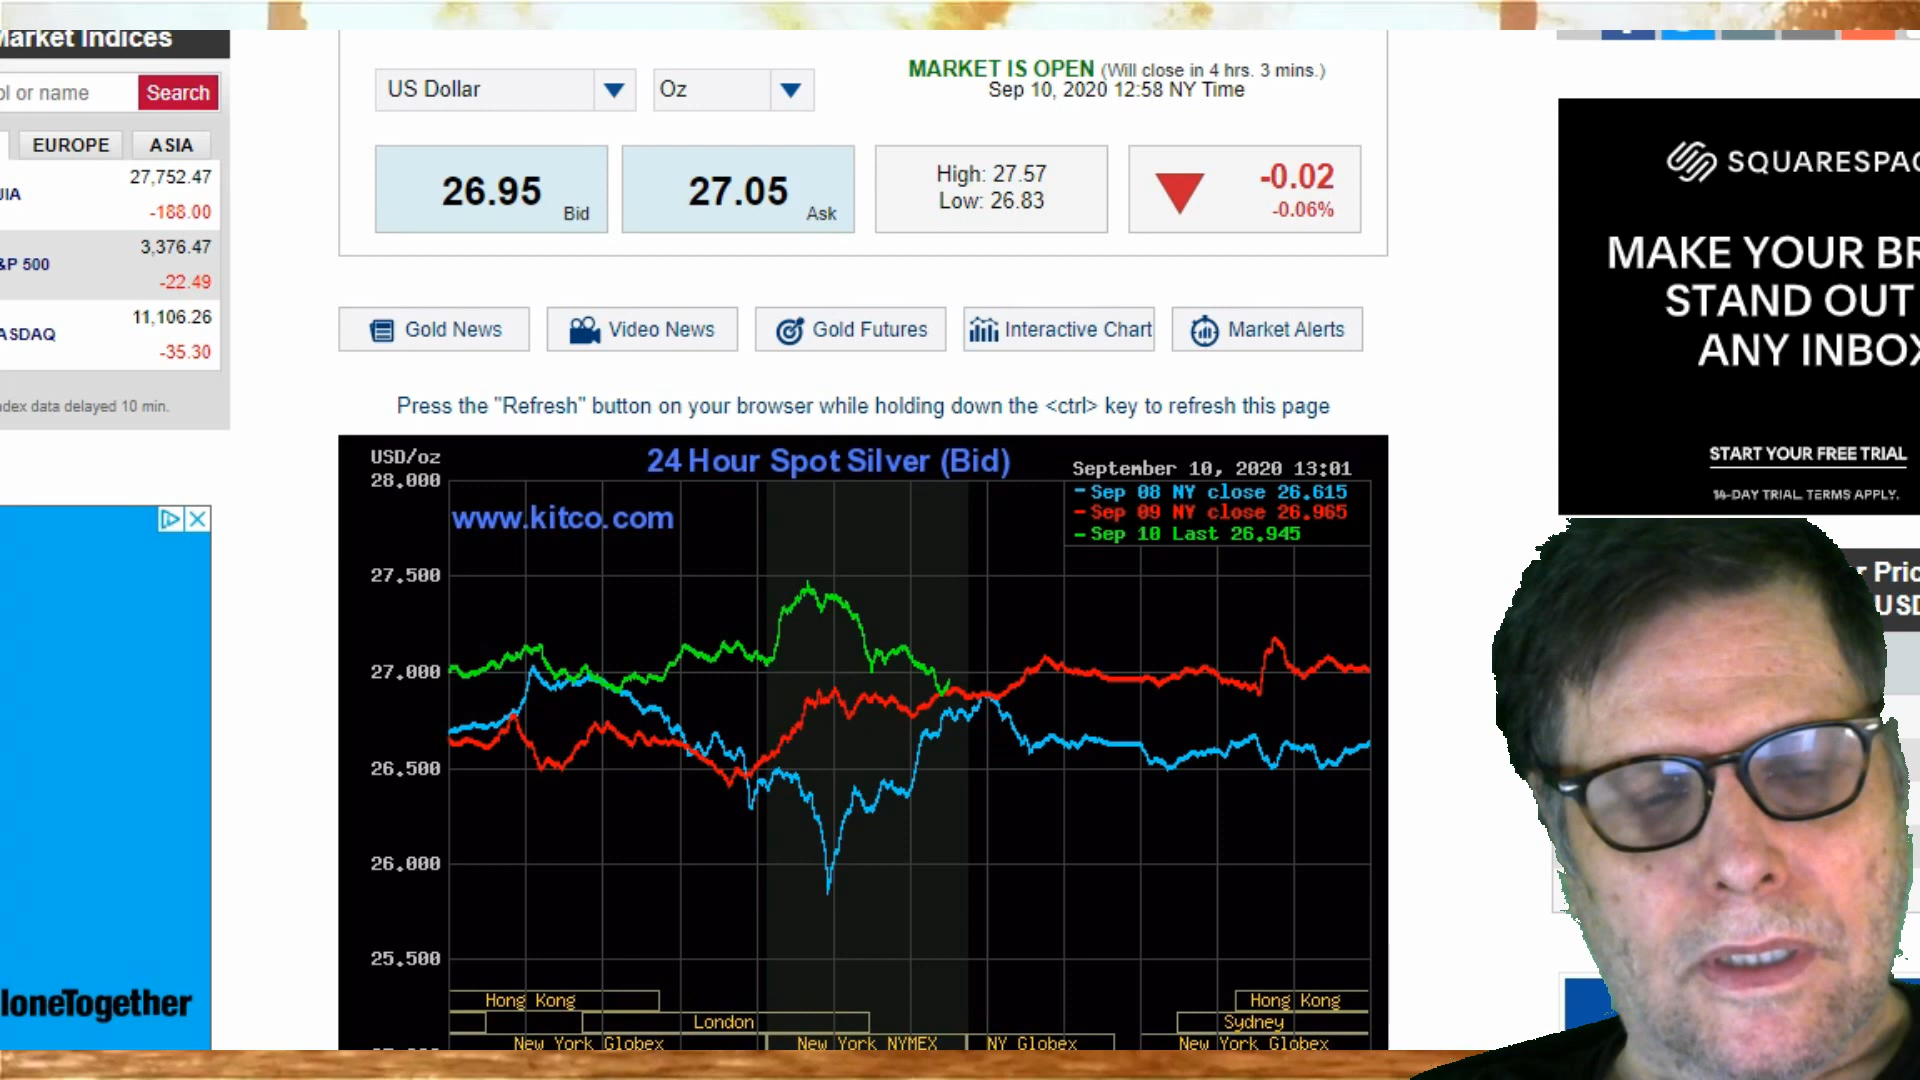 Market Indices
ol or name
Search
EUROPE
ASIA
JIA
27,752.47
-188.00
&P 500
3,376.47
-22.49
ASDAQ
11,106.26
-35.30
ndex data delayed 10 min.
loneTogether
US Dollar
Oz
MARKET IS OPEN (Will close in 4 hrs. 3 mins.)
Sep 10, 2020 12:58 NY Time
26.95 Bid
27.05 Ask
High: 27.57
Low: 26.83
-0.02
-0.06%
Gold News
Video News
Gold Futures
Interactive Chart
Market Alerts
Press the "Refresh" button on your browser while holding down the <ctrl> key to refresh this page
USD/oz
24 Hour Spot Silver (Bid)
September 10, 2020 13:01
www.kitco.com
Sep 08 NY close 26.615
Sep 09 NY close 26.965
Sep 10 Last 26.945
28.000
27.500
27.000
26.500
26.000
25.500
Hong Kong
Hong Kong
London
Sydney
New York Globex
New York NYMEX
NY Globex
New York Globex
SQUARESPAC
MAKE YOUR BR
STAND OUT
ANY INBOX
START YOUR FREE TRIAL
14-DAY TRIAL. TERMS APPLY.
r Pric
USD